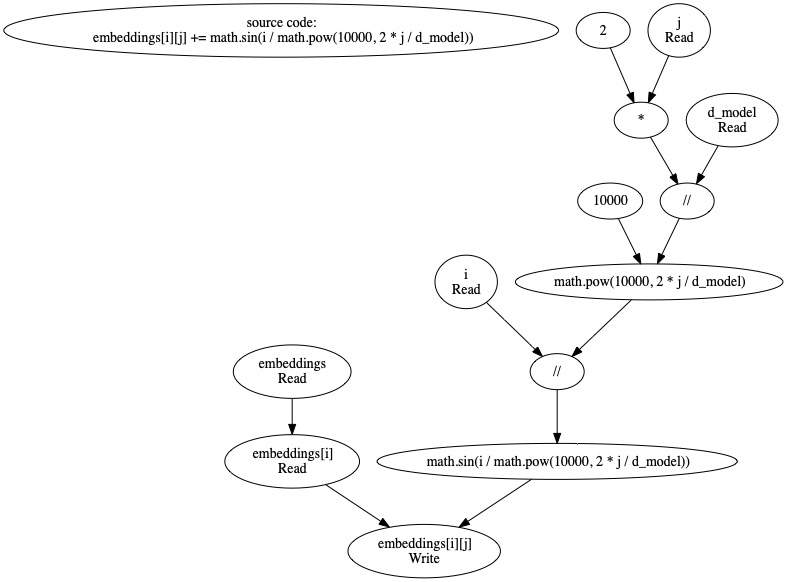 source code:
embeddings[i][j] += math.sin(i / math.pow(10000, 2 * j / d_model))
2
j
Read
*
d_model
Read
10000
//
i
Read
math.pow(10000, 2 * j / d_model)
embeddings
Read
//
embeddings[i]
Read
math.sin(i / math.pow(10000, 2 * j / d_model))
embeddings[i][j]
Write